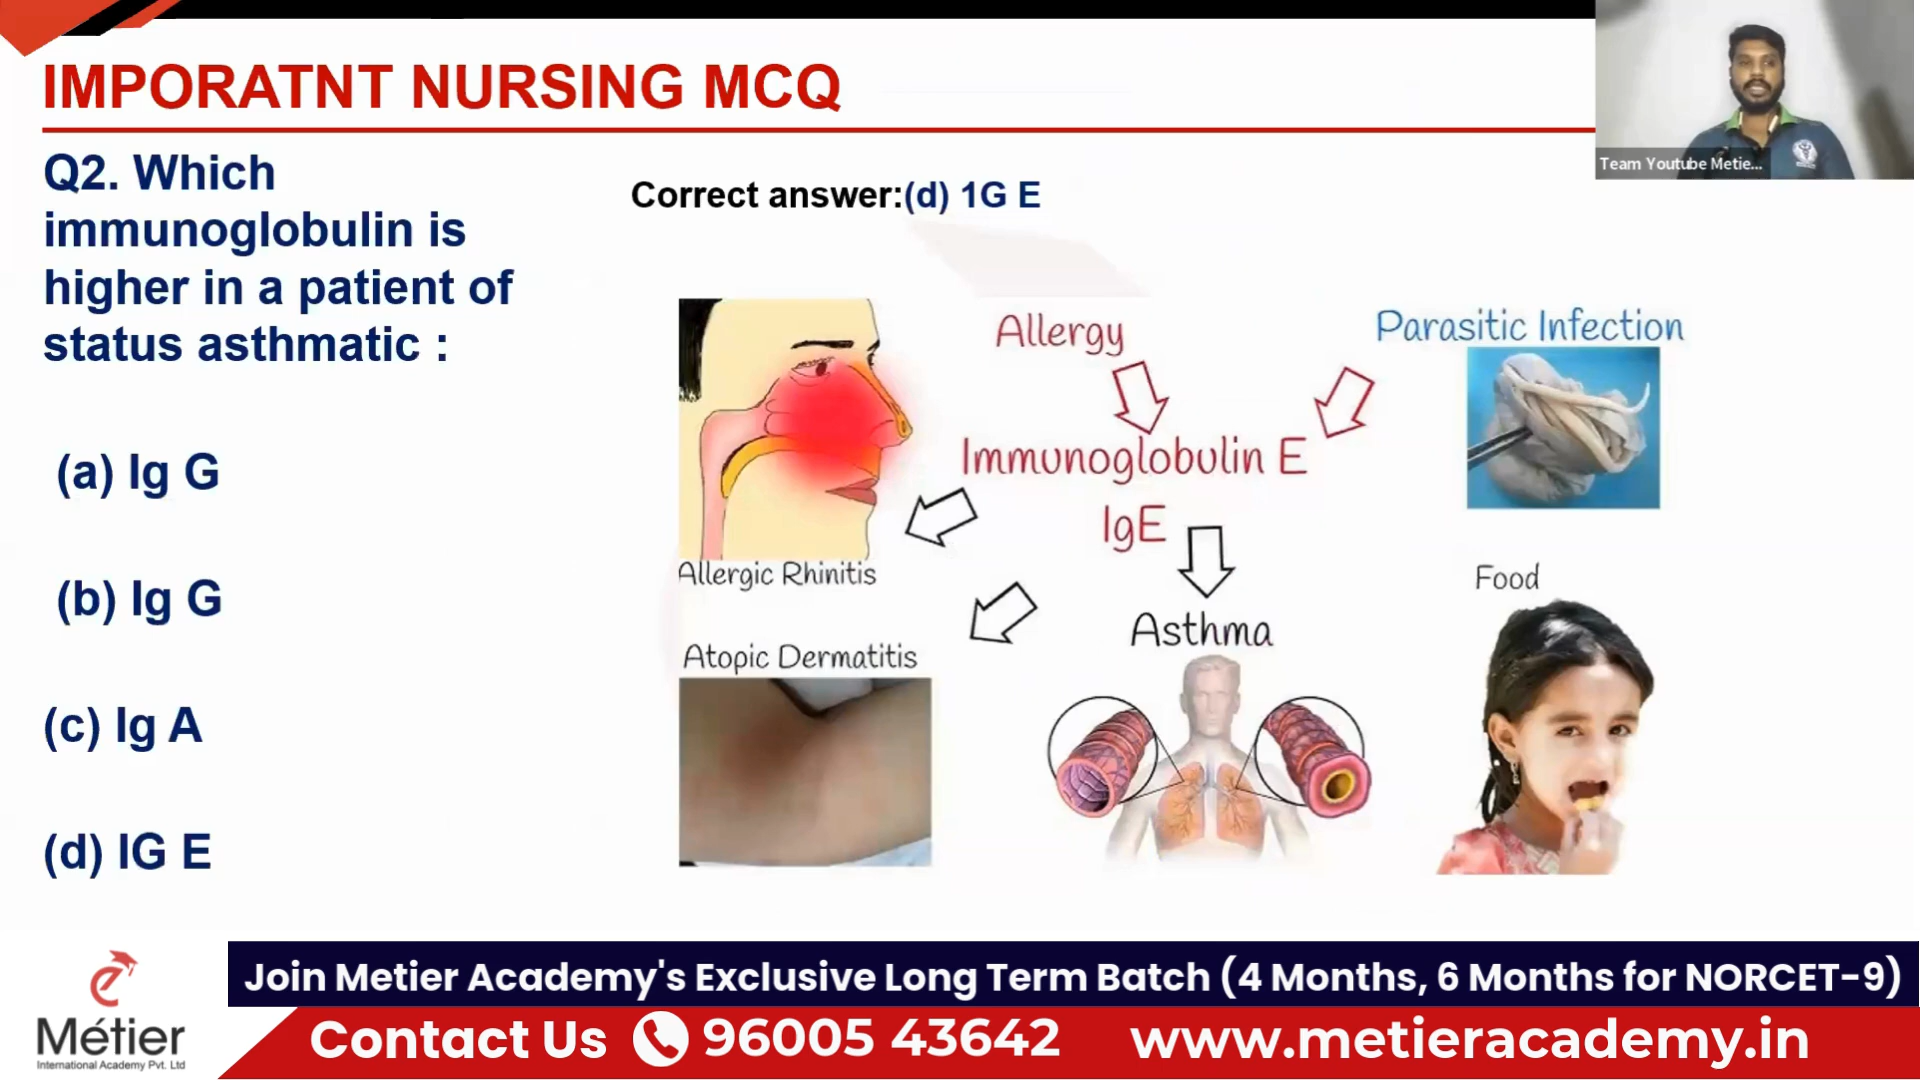 IMPORATNT NURSING MCQ
Team Youtube Metie...
Q2. Which
immunoglobulin is
higher in a patient of
status asthmatic :
(a) Ig G
(b) Ig G
(c) Ig A
(d) IG E
Correct answer:(d) 1G E
Allergy
Parasitic Infection
Immunoglobulin E
IgE
Allergic Rhinitis
Food
Asthma
Atopic Dermatitis
Join Metier Academy's Exclusive Long Term Batch (4 Months, 6 Months for NORCET-9)
Métier
International Academy Pvt. Ltd
Contact Us 96005 43642 www.metieracademy.in